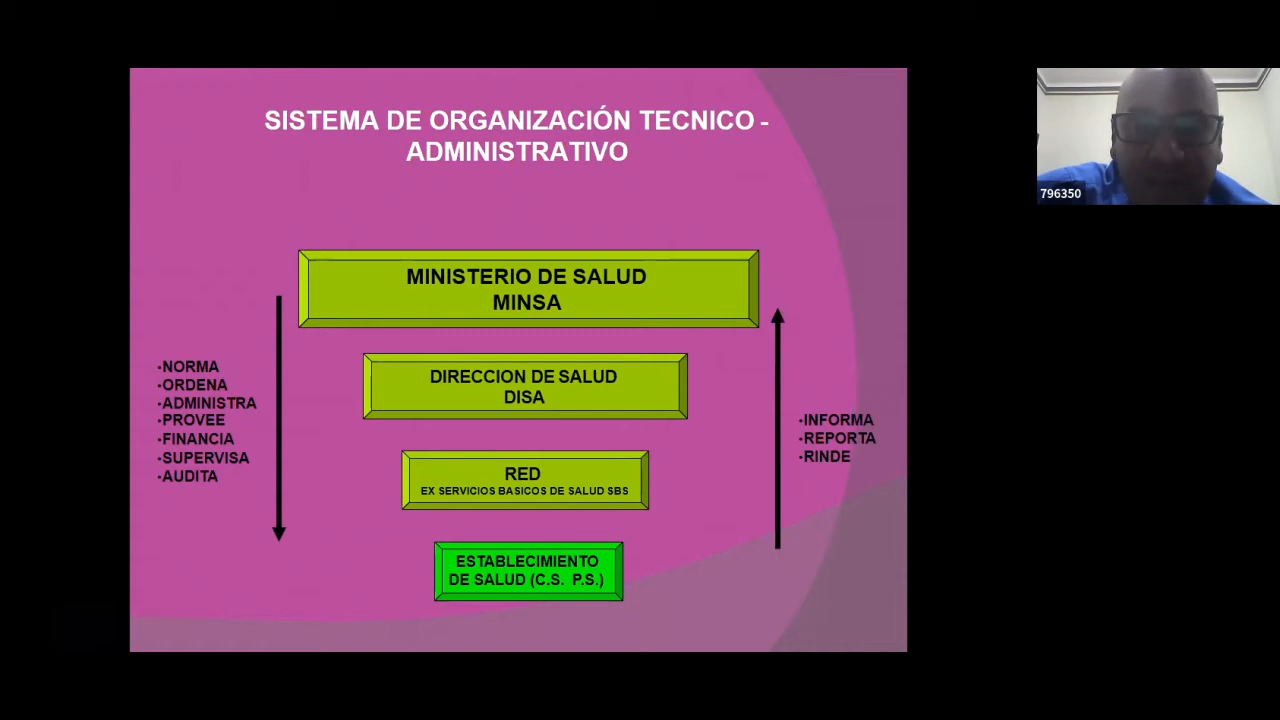 SISTEMA DE ORGANIZACIÓN TECNICO -
ADMINISTRATIVO
MINISTERIO DE SALUD
MINSA
DIRECCION DE SALUD
DISA
RED
EX SERVICIOS BASICOS DE SALUD SBS
ESTABLECIMIENTO
DE SALUD (C.S. P.S.)
•NORMA
•ORDENA
•ADMINISTRA
•PROVEE
•FINANCIA
•SUPERVISA
•AUDITA
•INFORMA
•REPORTA
•RINDE
796350